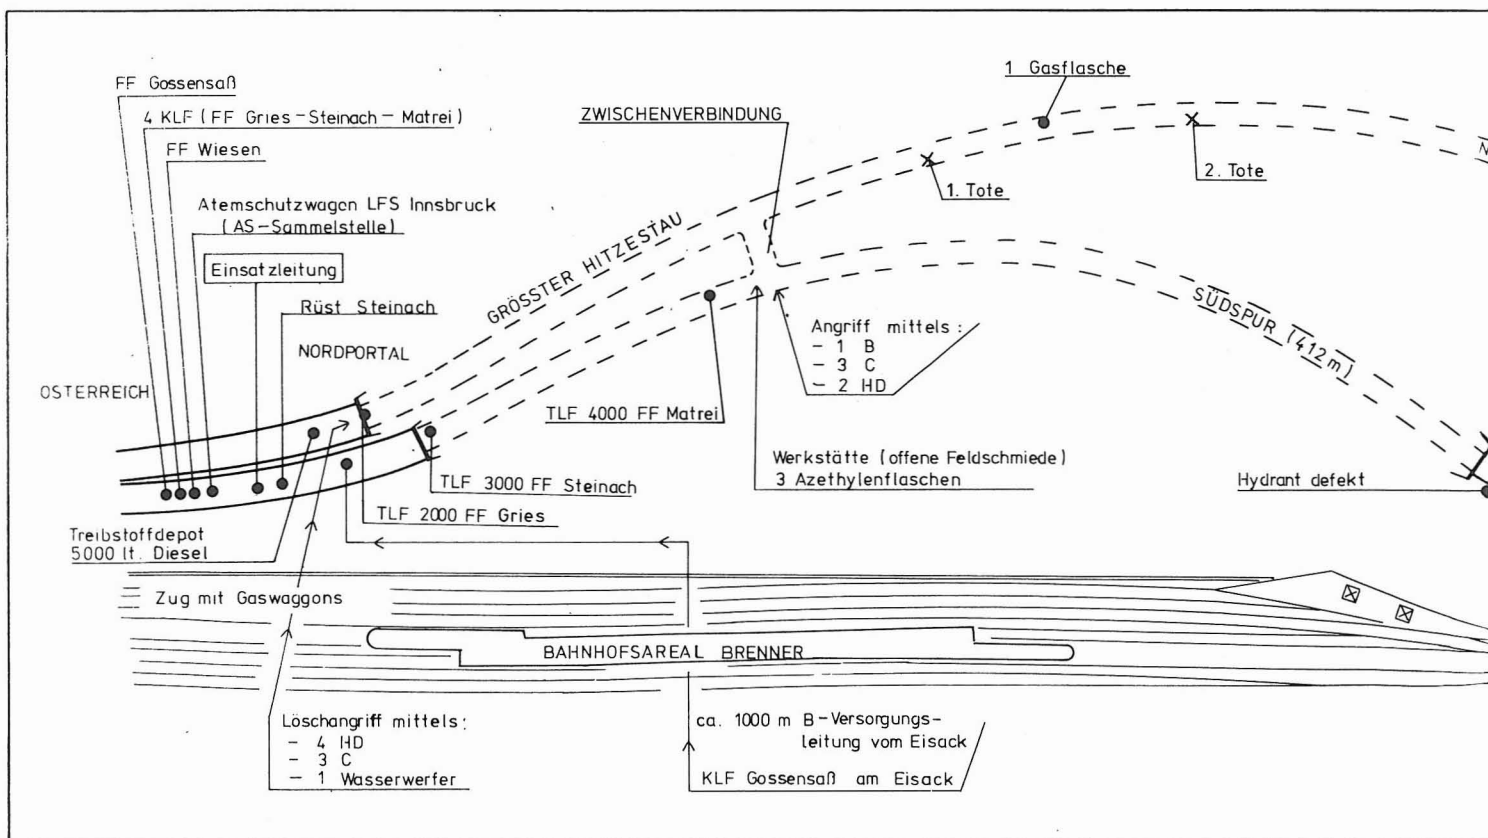 FF Gossensaß
4 KLF (FF Gries – Steinach – Matrei)
FF Wiesen
Atemschutzwagen LFS Innsbruck
(AS–Sammelstelle)
Einsatzleitung
Rüst Steinach
NORDPORTAL
ÖSTERREICH
ZWISCHENVERBINDUNG
1 Gasflasche
1. Tote
2. Tote
GRÖSSTER HITZESTAU
SÜDSPUR (412m)
Angriff mittels :
– 1 B
– 3 C
– 2 HD
TLF 4000 FF Matrei
Werkstätte (offene Feldschmiede)
3 Azethylenflaschen
Hydrant defekt
TLF 3000 FF Steinach
TLF 2000 FF Gries
Treibstoffdepot
5000 lt. Diesel
Zug mit Gaswaggons
BAHNHOFSAREAL BRENNER
Löschangriff mittels :
– 4 HD
– 3 C
– 1 Wasserwerfer
ca. 1000 m B–Versorgungs-
leitung vom Eisack
KLF Gossensaß am Eisack